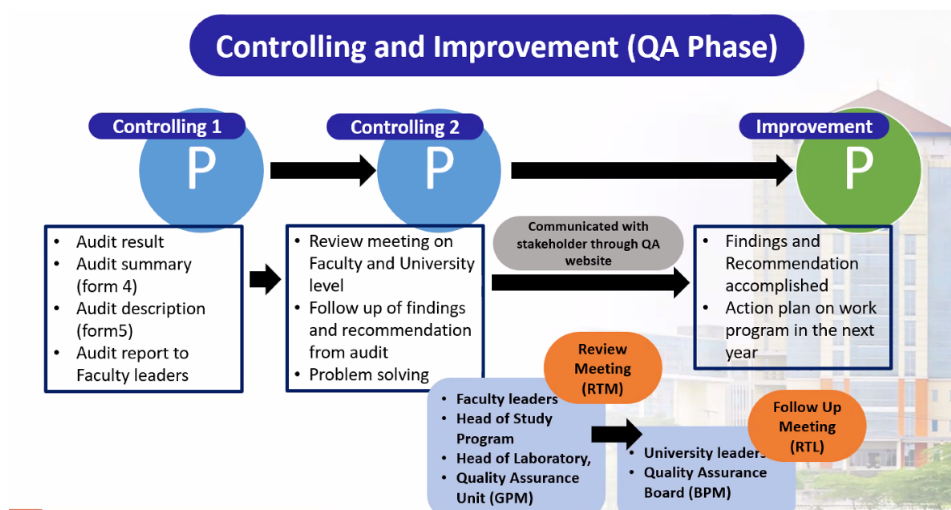 Controlling and Improvement (QA Phase)
Controlling 1
P
Controlling 2
P
Improvement
P
• Audit result
• Audit summary
(form 4)
• Audit description
(form5)
• Audit report to
Faculty leaders
• Review meeting on
Faculty and University
level
• Follow up of findings
and recommendation
from audit
• Problem solving
Communicated with
stakeholder through QA
website
• Findings and
Recommendation
accomplished
• Action plan on work
program in the next
year
Review
Meeting
(RTM)
• Faculty leaders
• Head of Study
Program
• Head of Laboratory,
• Quality Assurance
Unit (GPM)
Follow Up
Meeting
(RTL)
• University leaders
• Quality Assurance
Board (BPM)